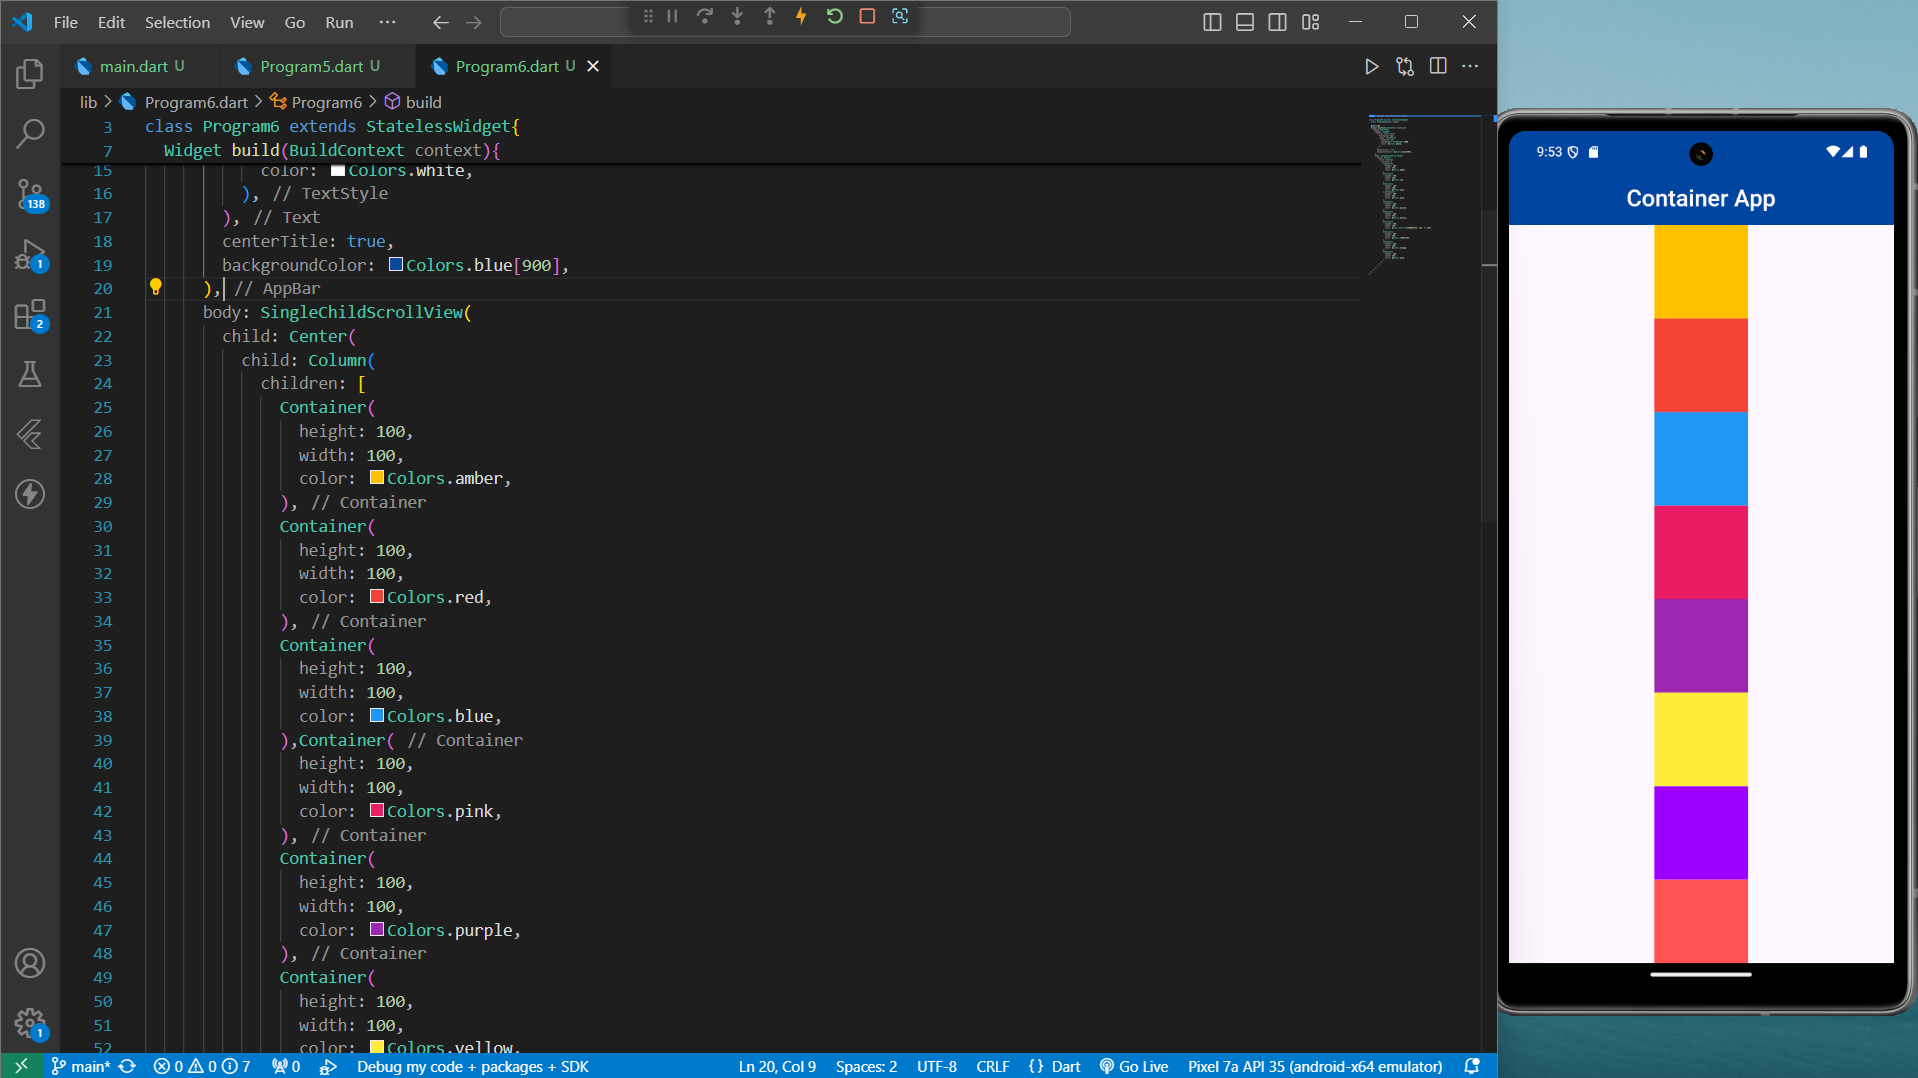 File Edit Selection View Go Run
main.dart U
Program5.dart U
Program6.dart U
lib > Program6.dart > Program6 > build
3 class Program6 extends StatelessWidget{
7 Widget build(BuildContext context){
15 color: Colors.white,
16 ), // TextStyle
17 ), // Text
18 centerTitle: true,
19 backgroundColor: Colors.blue[900],
20 ), // AppBar
21 body: SingleChildScrollView(
22 child: Center(
23 child: Column(
24 children: [
25 Container(
26 height: 100,
27 width: 100,
28 color: Colors.amber,
29 ), // Container
30 Container(
31 height: 100,
32 width: 100,
33 color: Colors.red,
34 ), // Container
35 Container(
36 height: 100,
37 width: 100,
38 color: Colors.blue,
39 ),Container( // Container
40 height: 100,
41 width: 100,
42 color: Colors.pink,
43 ), // Container
44 Container(
45 height: 100,
46 width: 100,
47 color: Colors.purple,
48 ), // Container
49 Container(
50 height: 100,
51 width: 100,
52 color: Colors.yellow,
138
1
2
1
main* 0 0 7 0 Debug my code + packages + SDK
Ln 20, Col 9 Spaces: 2 UTF-8 CRLF {} Dart Go Live Pixel 7a API 35 (android-x64 emulator)
9:53
Container App